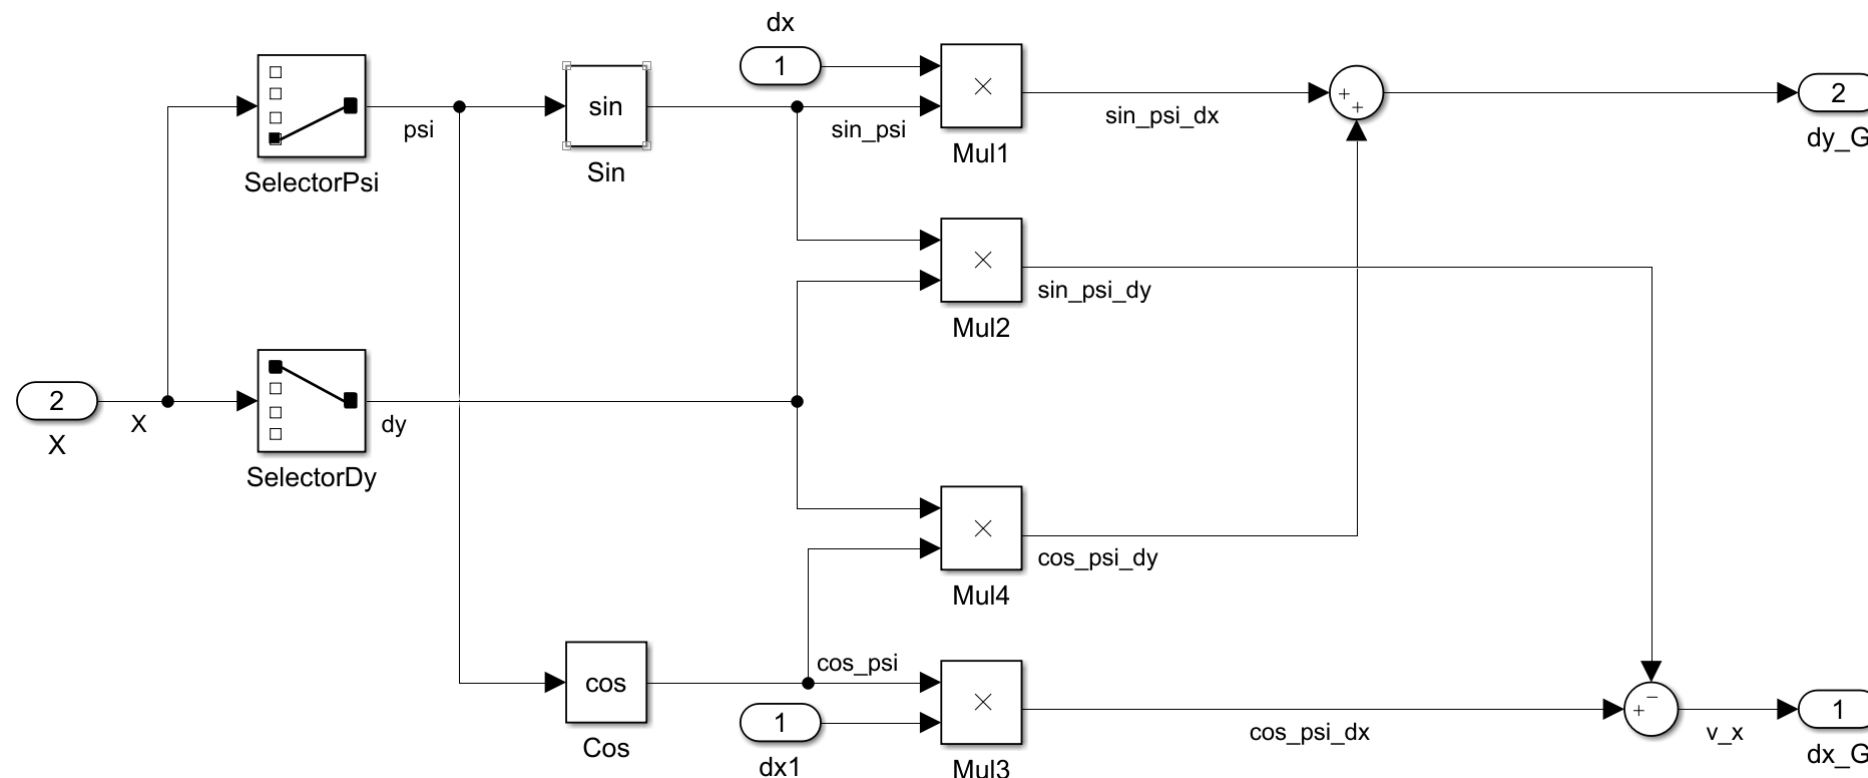 dx
1
sin
2
psi
sin_psi
sin_psi_dx
dy_G
SelectorPsi
Sin
Mul1
sin_psi_dy
Mul2
2
X
dy
X
SelectorDy
cos_psi_dy
Mul4
cos_psi
cos
1
1
cos_psi_dx
v_x
Cos
dx1
Mul3
dx_G